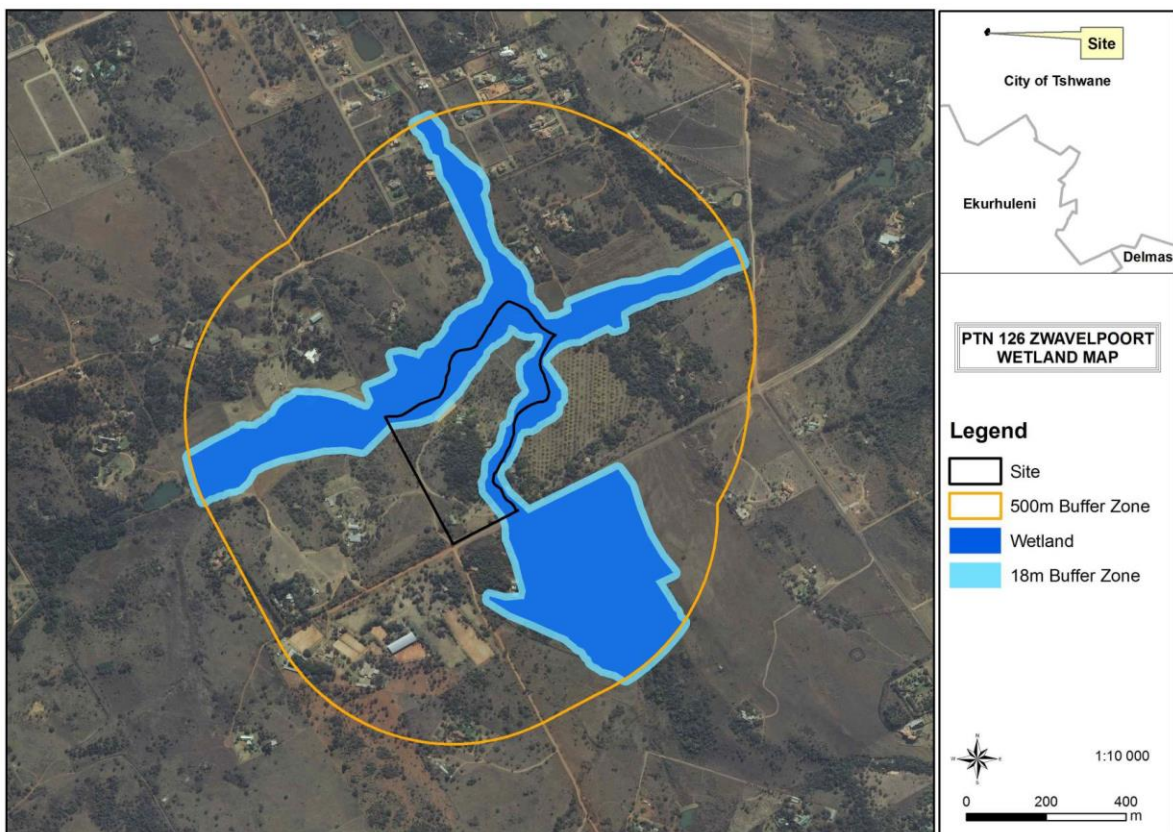 Site
City of Tshwane
Ekurhuleni
Delmas
PTN 126 ZWAVELPOORT
WETLAND MAP
Legend
Site
500m Buffer Zone
Wetland
18m Buffer Zone
N
W E
S
1:10 000
0 200 400
m